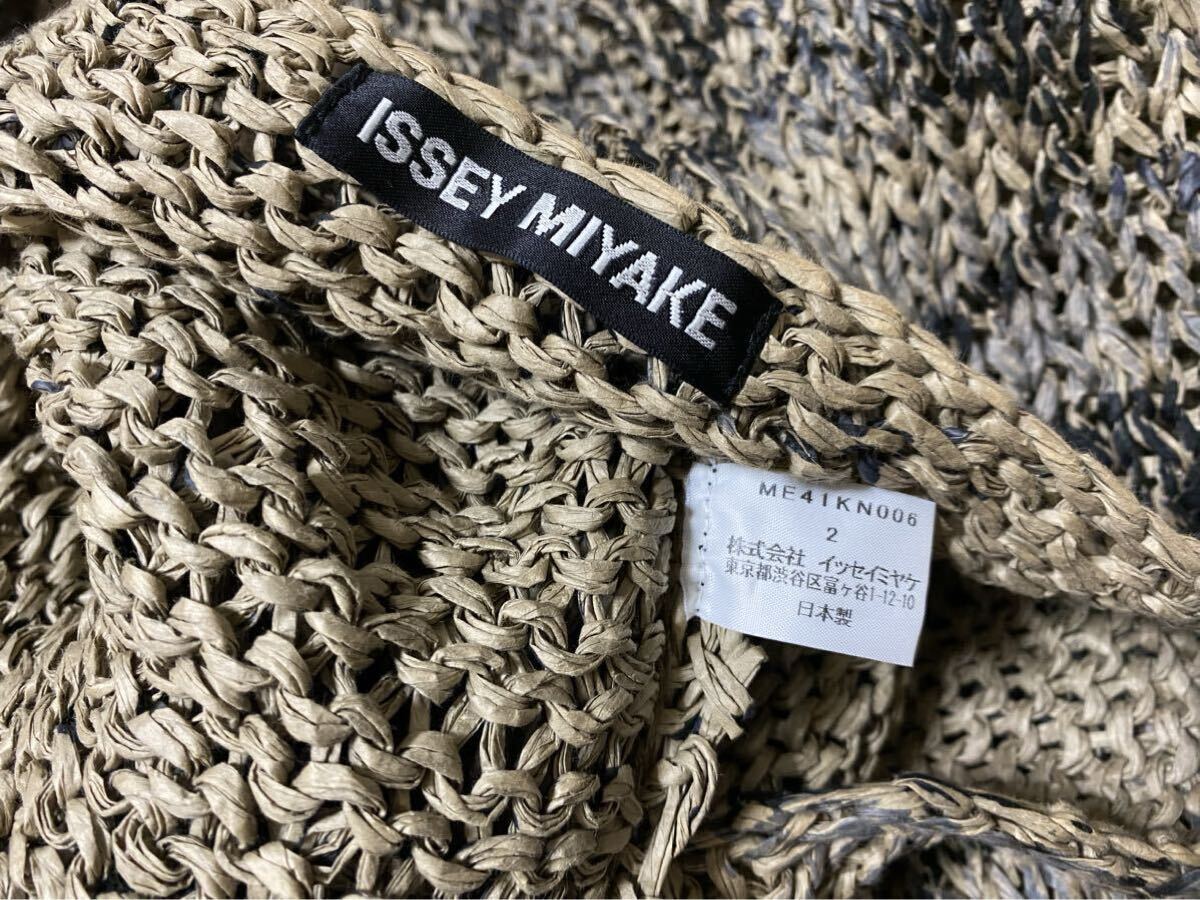 ISSEY MIYAKE
ME41KN006
2
株式会社 イッセイミヤケ
東京都渋谷区富ヶ谷1-12-10
日本製